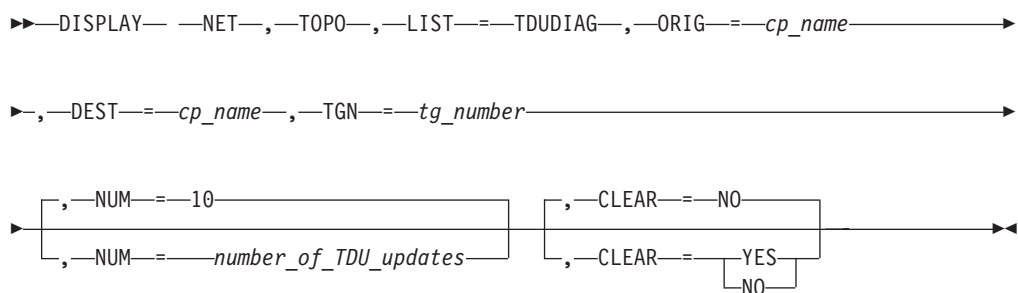 DISPLAY NET , TOPO , LIST = TDUDIAG , ORIG = cp_name
, DEST = cp_name , TGN = tg_number
, NUM = 10 , CLEAR = NO
, NUM = number_of_TDU_updates , CLEAR = YES
NO